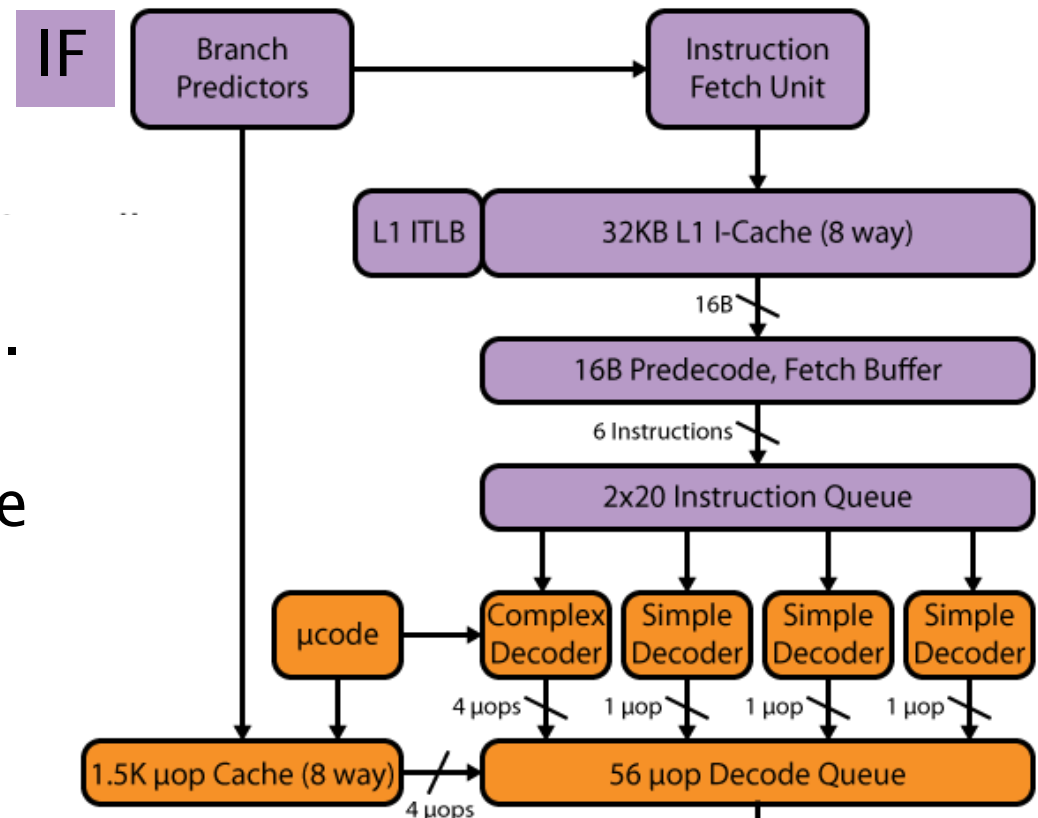 IF
Branch
Predictors
Instruction
Fetch Unit
L1 ITLB
32KB L1 I-Cache (8 way)
16B
.
16B Predecode, Fetch Buffer
6 Instructions
e
2x20 Instruction Queue
µcode
Complex
Decoder
Simple
Decoder
Simple
Decoder
Simple
Decoder
4 µops
1 µop
1 µop
1 µop
1.5K µop Cache (8 way)
4 µops
56 µop Decode Queue